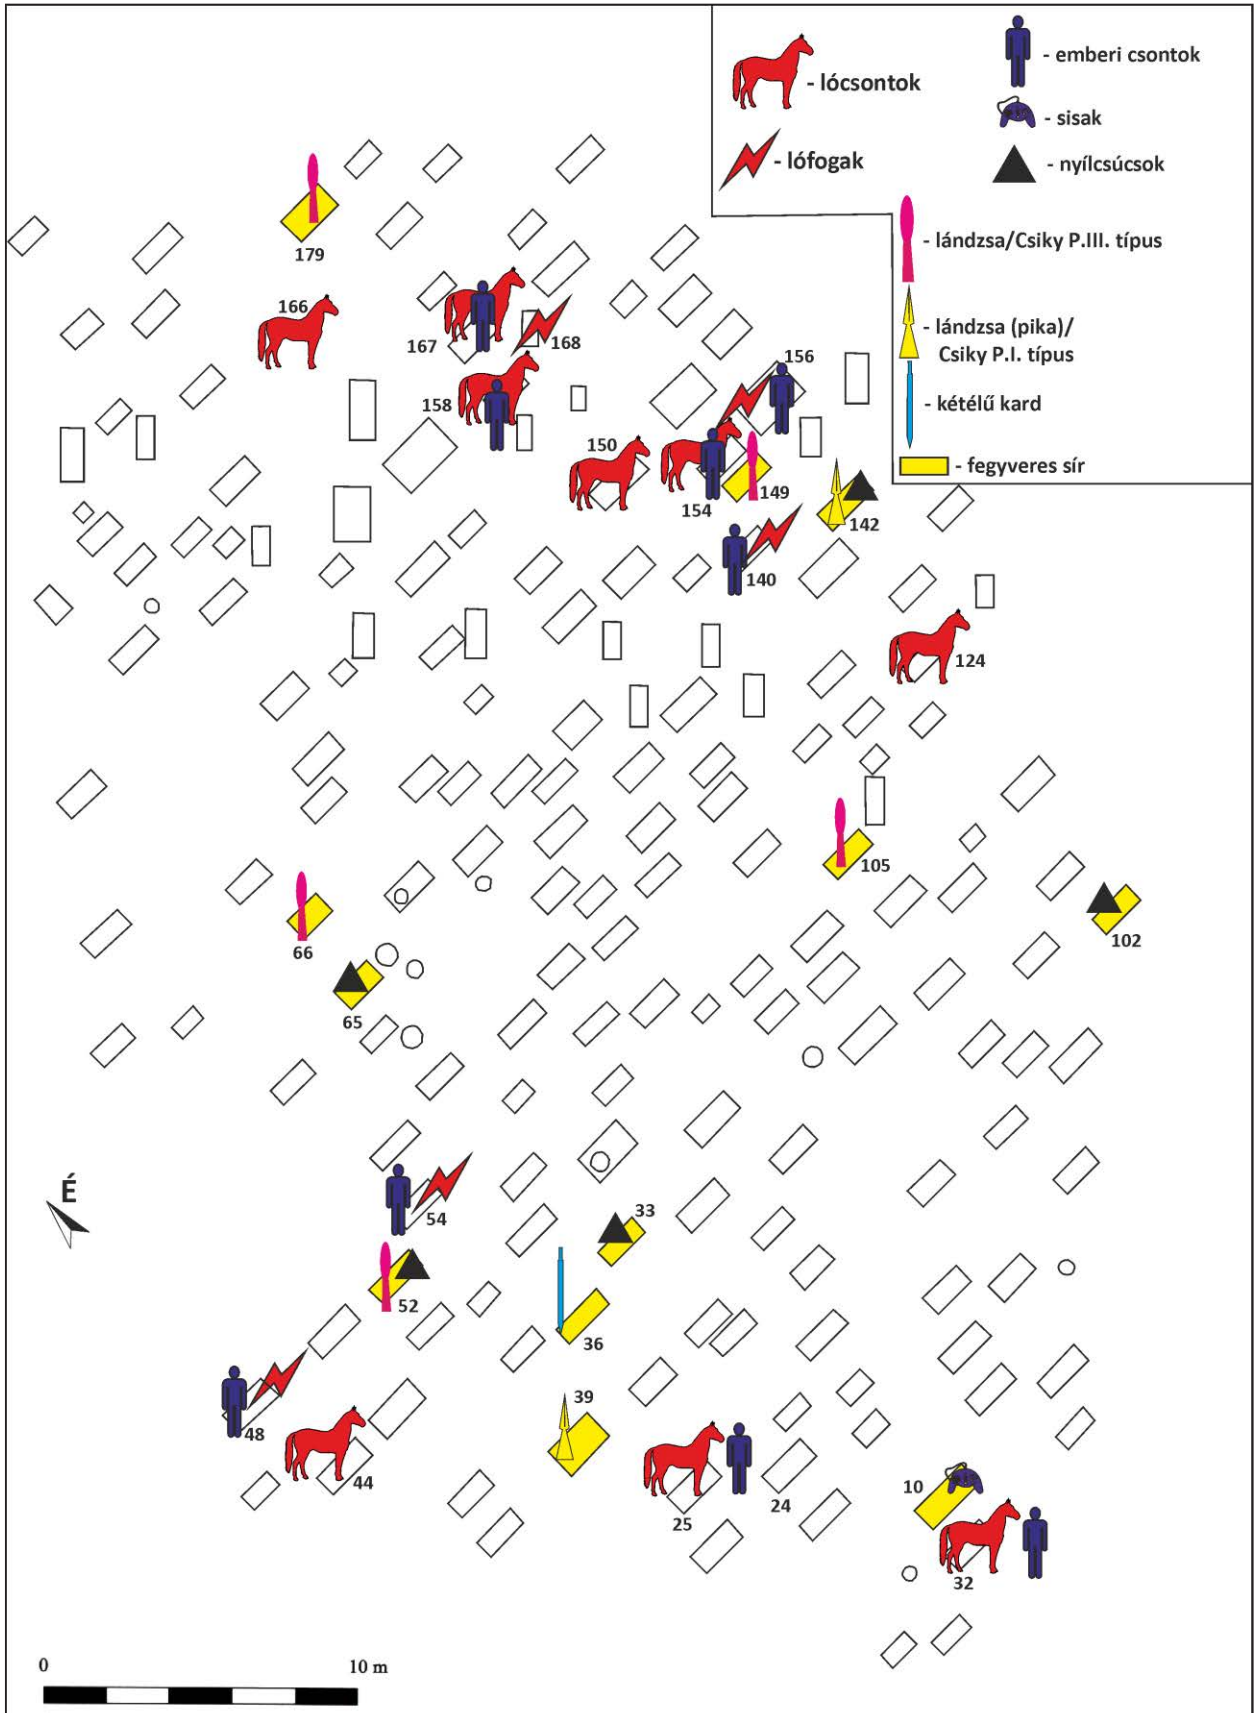 - lócsontok
- emberi csontok
- sisak
- lófogak
- nyílcsúcsok
- lándzsa/Csiky P.III. típus
- lándzsa (pika)/
Csiky P.I. típus
- kétélű kard
- fegyveres sír
179
166
167
168
158
156
150
154
149
142
140
124
105
102
66
65
É
54
33
52
36
48
39
44
25
24
10
32
0
10 m